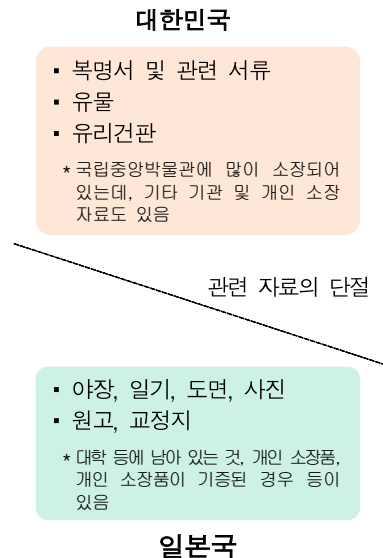 대한민국
▪ 복명서 및 관련 서류
▪ 유물
▪ 유리건판
* 국립중앙박물관에 많이 소장되어
있는데, 기타 기관 및 개인 소장
자료도 있음
관련 자료의 단절
▪ 야장, 일기, 도면, 사진
▪ 원고, 교정지
* 대학 등에 남아 있는 것, 개인 소장품,
개인 소장품이 기증된 경우 등이
있음
일본국